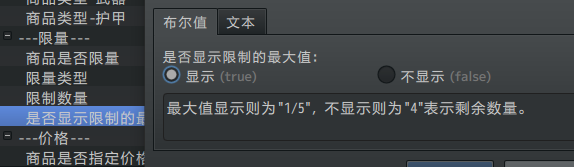 商品类型-护甲
---限量---
商品是否限量
限量类型
限制数量
是否显示限制的最
---价格---
商品是否指定价格
布尔值
文本
是否显示限制的最大值:
显示 (true)
不显示 (false)
最大值显示则为"1/5", 不显示则为"4"表示剩余数量。